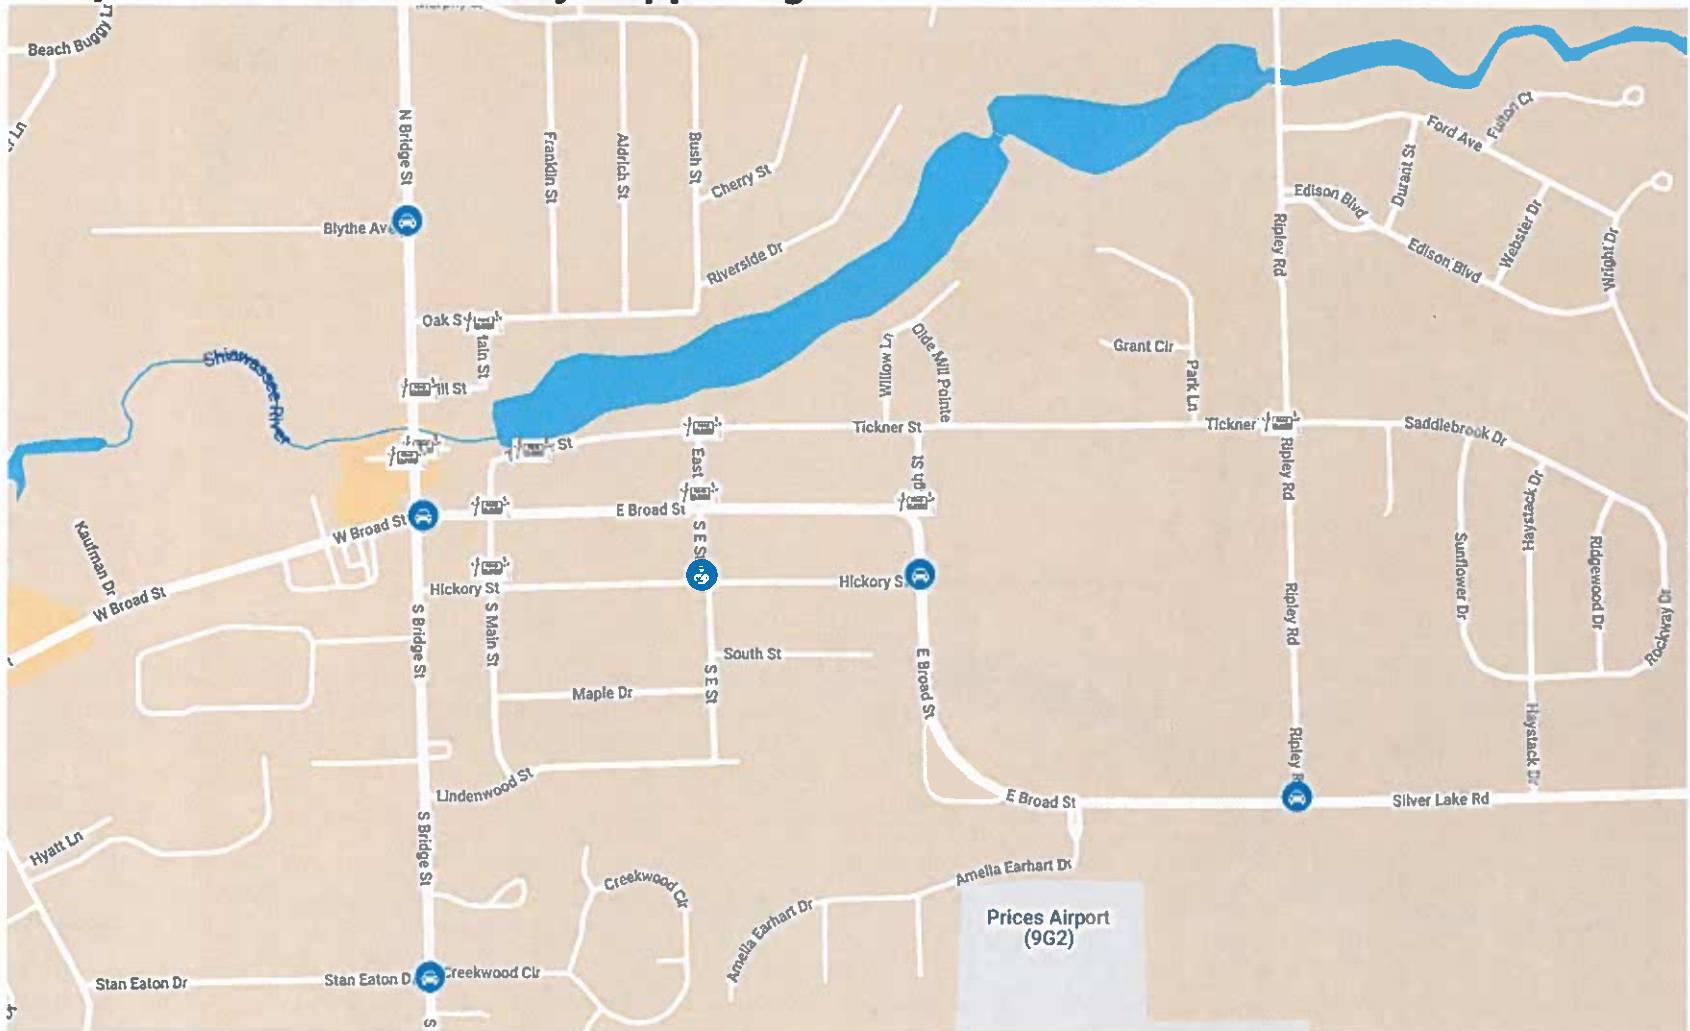 Beach Buggy Ln
N Bridge St
Franklin St
Aldrich St
Bush St
Cherry St
Riverside Dr
Blythe Av
Oak S
Ford Ave
Fulton Ct
Durant St
Edison Blvd
Webster Dr
Edison Blvd
Wright Dr
Ripley Rd
Shiawassee River
Willow Ln
Olde Mill Pointe
Grant Cir
Park Ln
Tickner St
Tickner
Saddlebrook Dr
St
East
E Broad St
W Broad St
Kaufman Dr
W Broad St
S E St
Ripley Rd
Haystack Dr
Sunflower Dr
Ridgewood Dr
Rockway Dr
Hickory St
Hickory S
S Bridge St
S Main St
South St
Maple Dr
S E St
E Broad St
Ripley Rd
Haystack Dr
Lindenwood St
Ripley R
E Broad St
Silver Lake Rd
Hyatt Ln
S Bridge St
Creekwood Cir
Amelia Earhart Dr
Amelia Earhart Dr
Prices Airport
(9G2)
Stan Eaton Dr
Stan Eaton D
Creekwood Cir
S